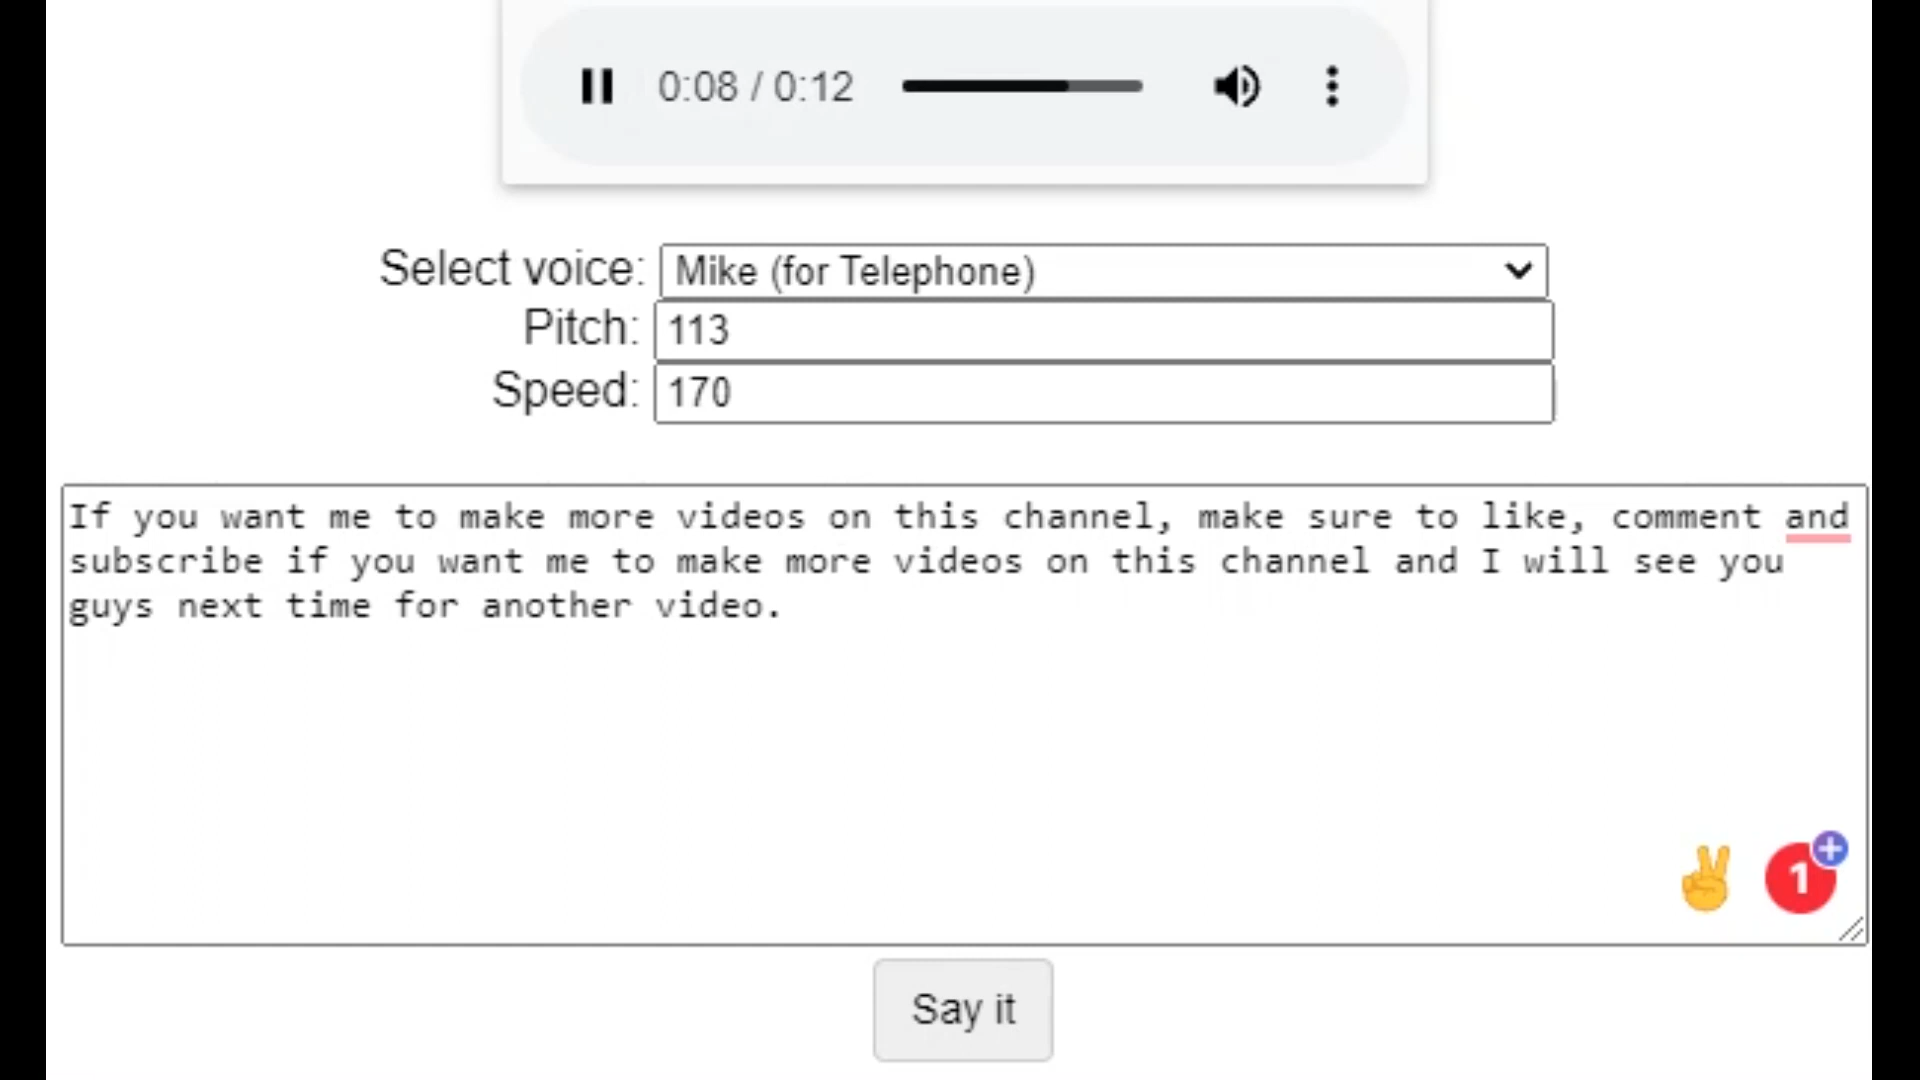 0:08 / 0:12
Select voice: Mike (for Telephone)
Pitch: 113
Speed: 170
If you want me to make more videos on this channel, make sure to like, comment and
subscribe if you want me to make more videos on this channel and I will see you
guys next time for another video.
1
Say it